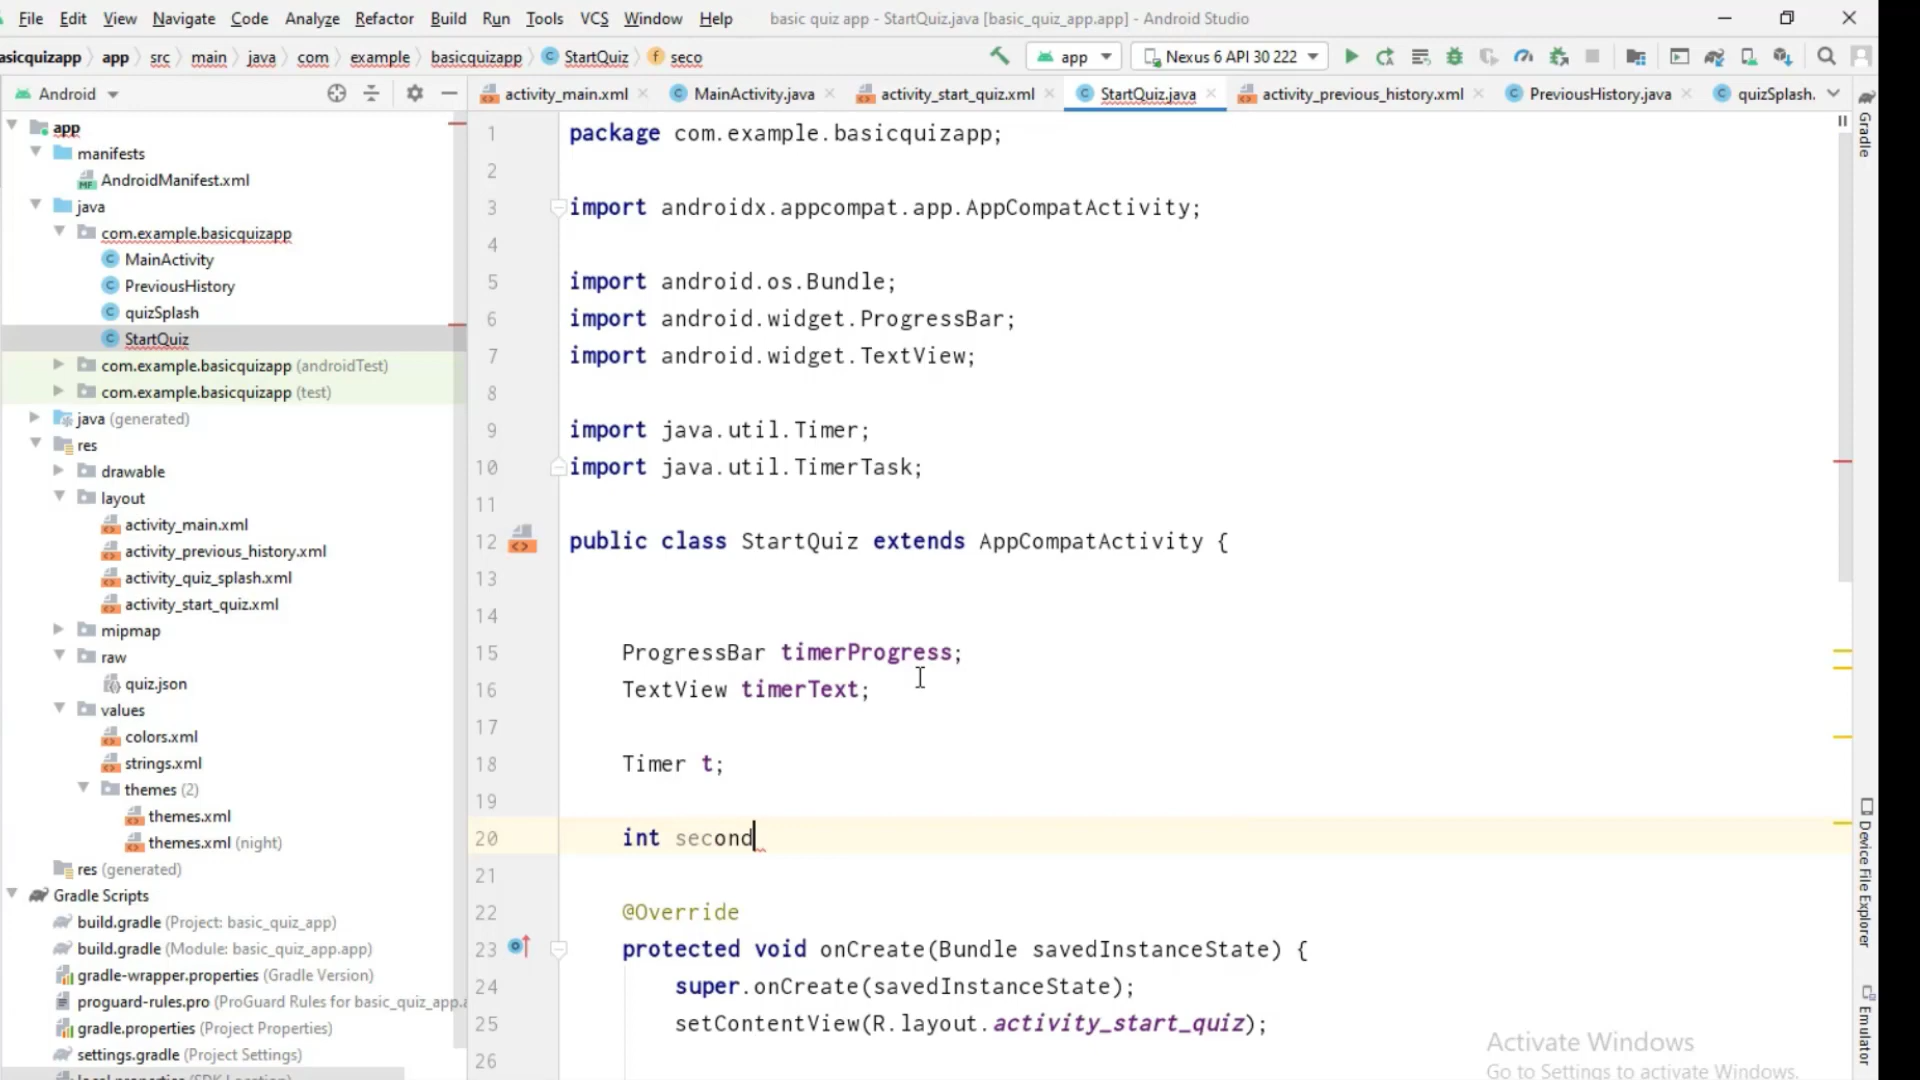 File Edit View Navigate Code Analyze Refactor Build Run Tools VCS Window Help basic quiz app - StartQuiz.java [basic_quiz_app.app] - Android Studio
asicquizapp app src main java com example basicquizapp StartQuiz seco app Nexus 6 API 30 222
Android activity_main.xml MainActivity.java activity_start_quiz.xml StartQuiz.java activity_previous_history.xml PreviousHistory.java quizSplash.
app
manifests
AndroidManifest.xml
java
com.example.basicquizapp
MainActivity
PreviousHistory
quizSplash
StartQuiz
com.example.basicquizapp (androidTest)
com.example.basicquizapp (test)
java (generated)
res
drawable
layout
activity_main.xml
activity_previous_history.xml
activity_quiz_splash.xml
activity_start_quiz.xml
mipmap
raw
quiz.json
values
colors.xml
strings.xml
themes (2)
themes.xml
themes.xml (night)
res (generated)
Gradle Scripts
build.gradle (Project: basic_quiz_app)
build.gradle (Module: basic_quiz_app.app)
gradle-wrapper.properties (Gradle Version)
proguard-rules.pro (ProGuard Rules for basic_quiz_app.a
gradle.properties (Project Properties)
settings.gradle (Project Settings)
local.properties (SDK Location)
1 package com.example.basicquizapp;
2
3 import androidx.appcompat.app.AppCompatActivity;
4
5 import android.os.Bundle;
6 import android.widget.ProgressBar;
7 import android.widget.TextView;
8
9 import java.util.Timer;
10 import java.util.TimerTask;
11
12 public class StartQuiz extends AppCompatActivity {
13
14
15 ProgressBar timerProgress;
16 TextView timerText;
17
18 Timer t;
19
20 int second
21
22 @Override
23 protected void onCreate(Bundle savedInstanceState) {
24 super.onCreate(savedInstanceState);
25 setContentView(R.layout.activity_start_quiz);
26
Gradle
Device File Explorer
Emulator
Activate Windows
Go to Settings to activate Windows.